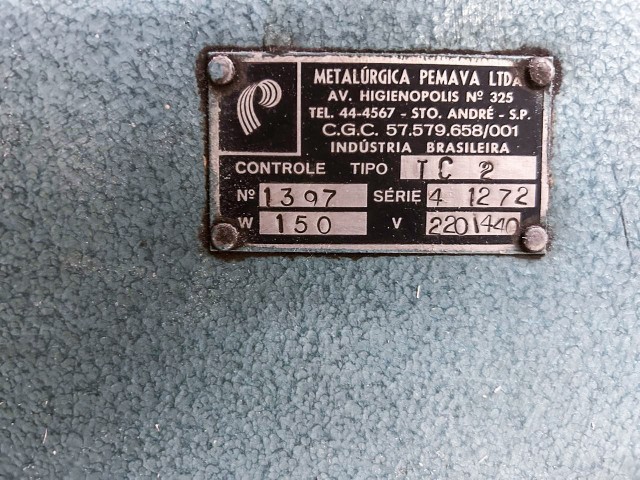 METALÚRGICA PEMAVA LTDA
AV. HIGIENOPOLIS Nº 325
TEL. 44-4567 - STO. ANDRÉ - S.P.
C.G.C. 57.579.658/001
INDÚSTRIA BRASILEIRA
CONTROLE TIPO TC 2
Nº 1397 SÉRIE 4 1272
W 150 V 220/440